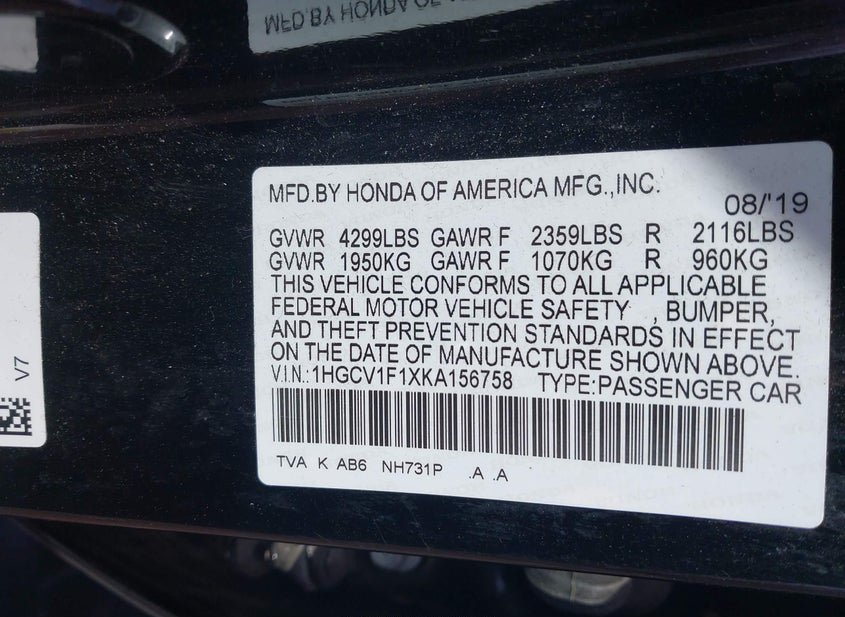 MFD.BY HONDA OF
MFD.BY HONDA OF AMERICA MFG.,INC.
08/'19
GVWR 4299LBS GAWR F 2359LBS R 2116LBS
GVWR 1950KG GAWR F 1070KG R 960KG
THIS VEHICLE CONFORMS TO ALL APPLICABLE
FEDERAL MOTOR VEHICLE SAFETY , BUMPER,
AND THEFT PREVENTION STANDARDS IN EFFECT
ON THE DATE OF MANUFACTURE SHOWN ABOVE.
V.I.N.:1HGCV1F1XKA156758 TYPE:PASSENGER CAR
TVA K AB6 NH731P .A .A
V7